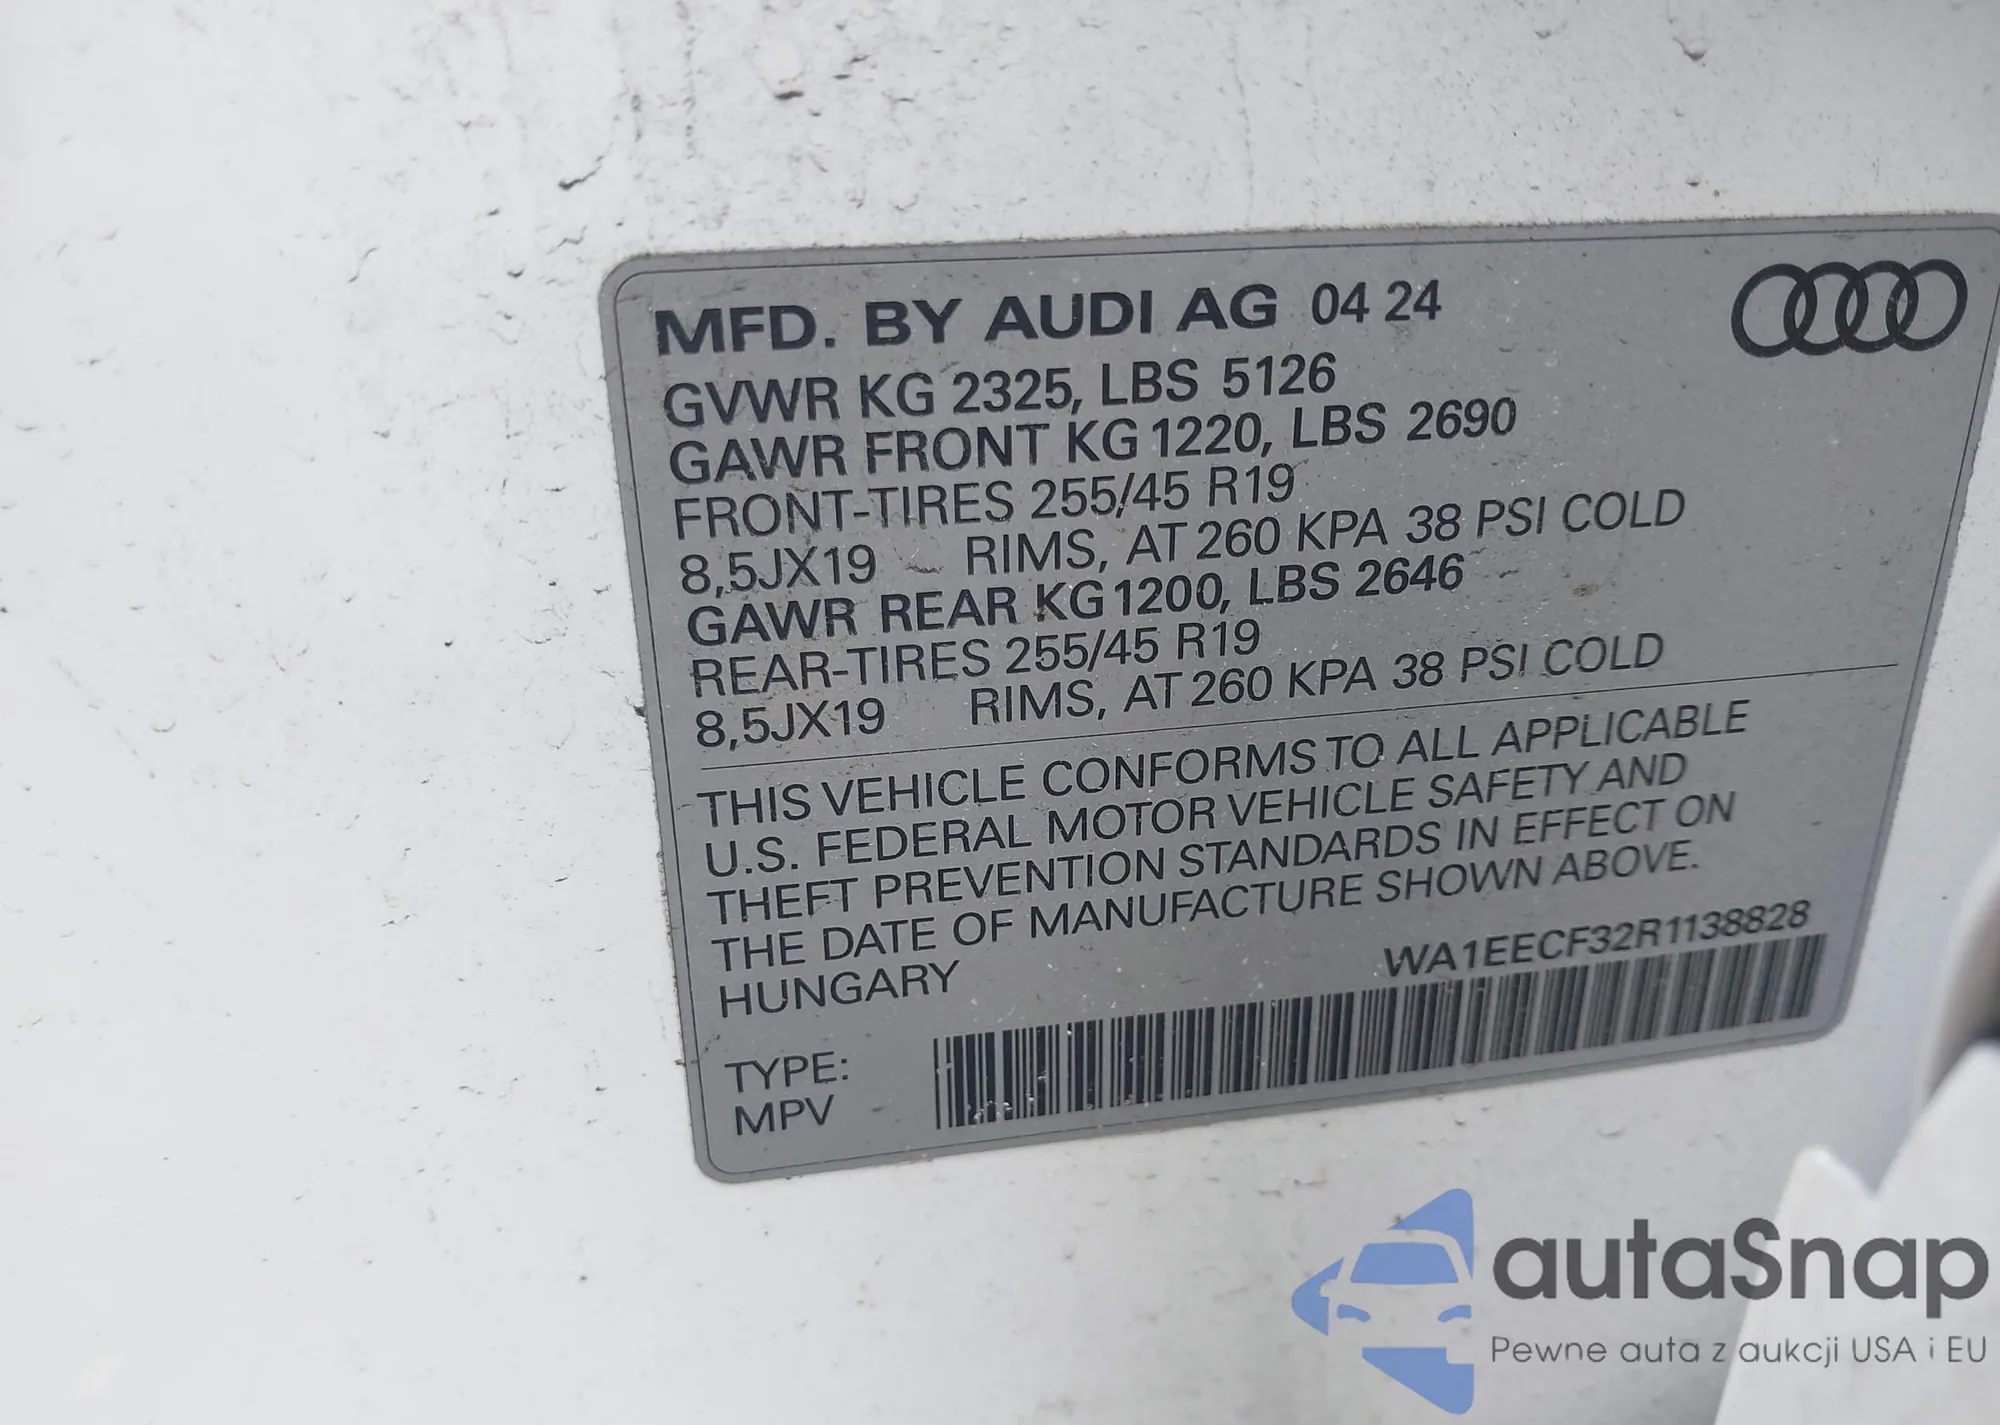 MFD. BY AUDI AG 04 24
GVWR KG 2325, LBS 5126
GAWR FRONT KG 1220, LBS 2690
FRONT-TIRES 255/45 R19
8,5JX19 RIMS, AT 260 KPA 38 PSI COLD
GAWR REAR KG 1200, LBS 2646
REAR-TIRES 255/45 R19
8,5JX19 RIMS, AT 260 KPA 38 PSI COLD
THIS VEHICLE CONFORMS TO ALL APPLICABLE
U.S. FEDERAL MOTOR VEHICLE SAFETY AND
THEFT PREVENTION STANDARDS IN EFFECT ON
THE DATE OF MANUFACTURE SHOWN ABOVE.
HUNGARY WA1EECF32R1138828
TYPE:
MPV
autaSnap
Pewne auta z aukcji USA i EU